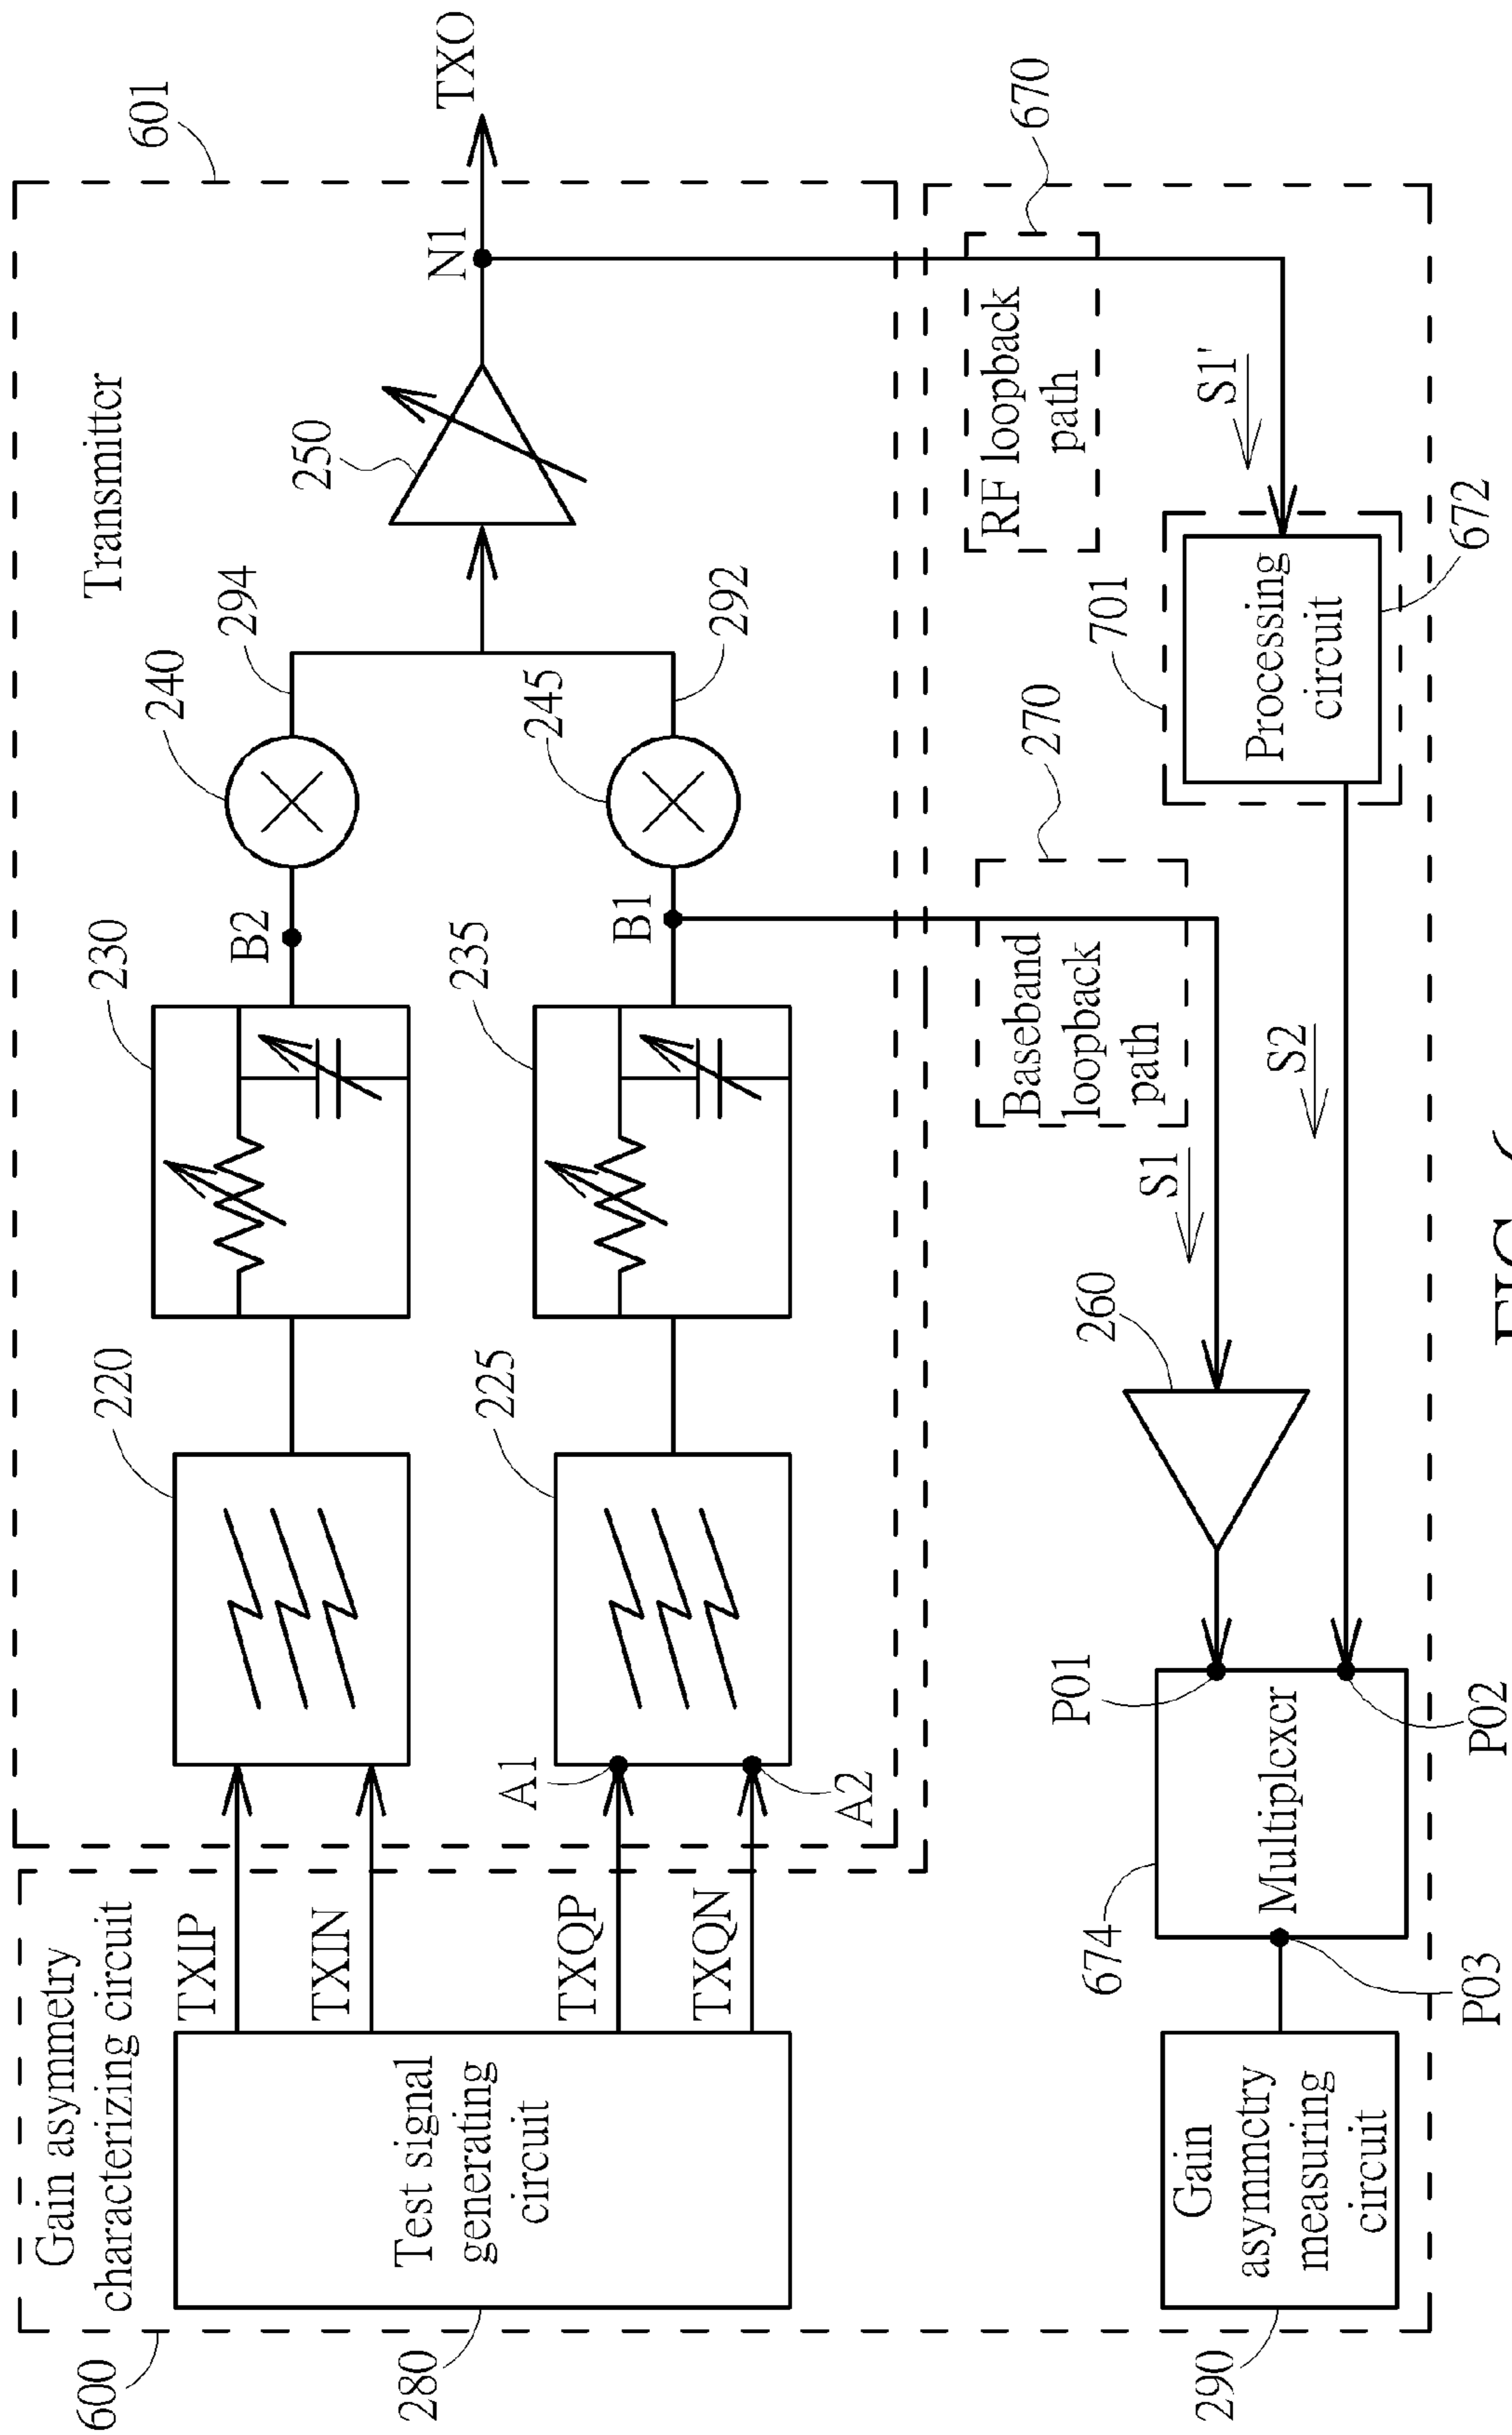 600
Gain asymmetry
characterizing circuit
601
Transmitter
280
Test signal
generating
circuit
TXIP
TXIN
TXQP
TXQN
A1
A2
220
225
230
235
B2
B1
240
245
294
292
250
N1
TXO
270
Baseband
loopback
path
670
RF loopback
path
S1
S1'
S2
260
701
Processing
circuit
672
674
Multiplexer
P01
P02
P03
290
Gain
asymmetry
measuring
circuit